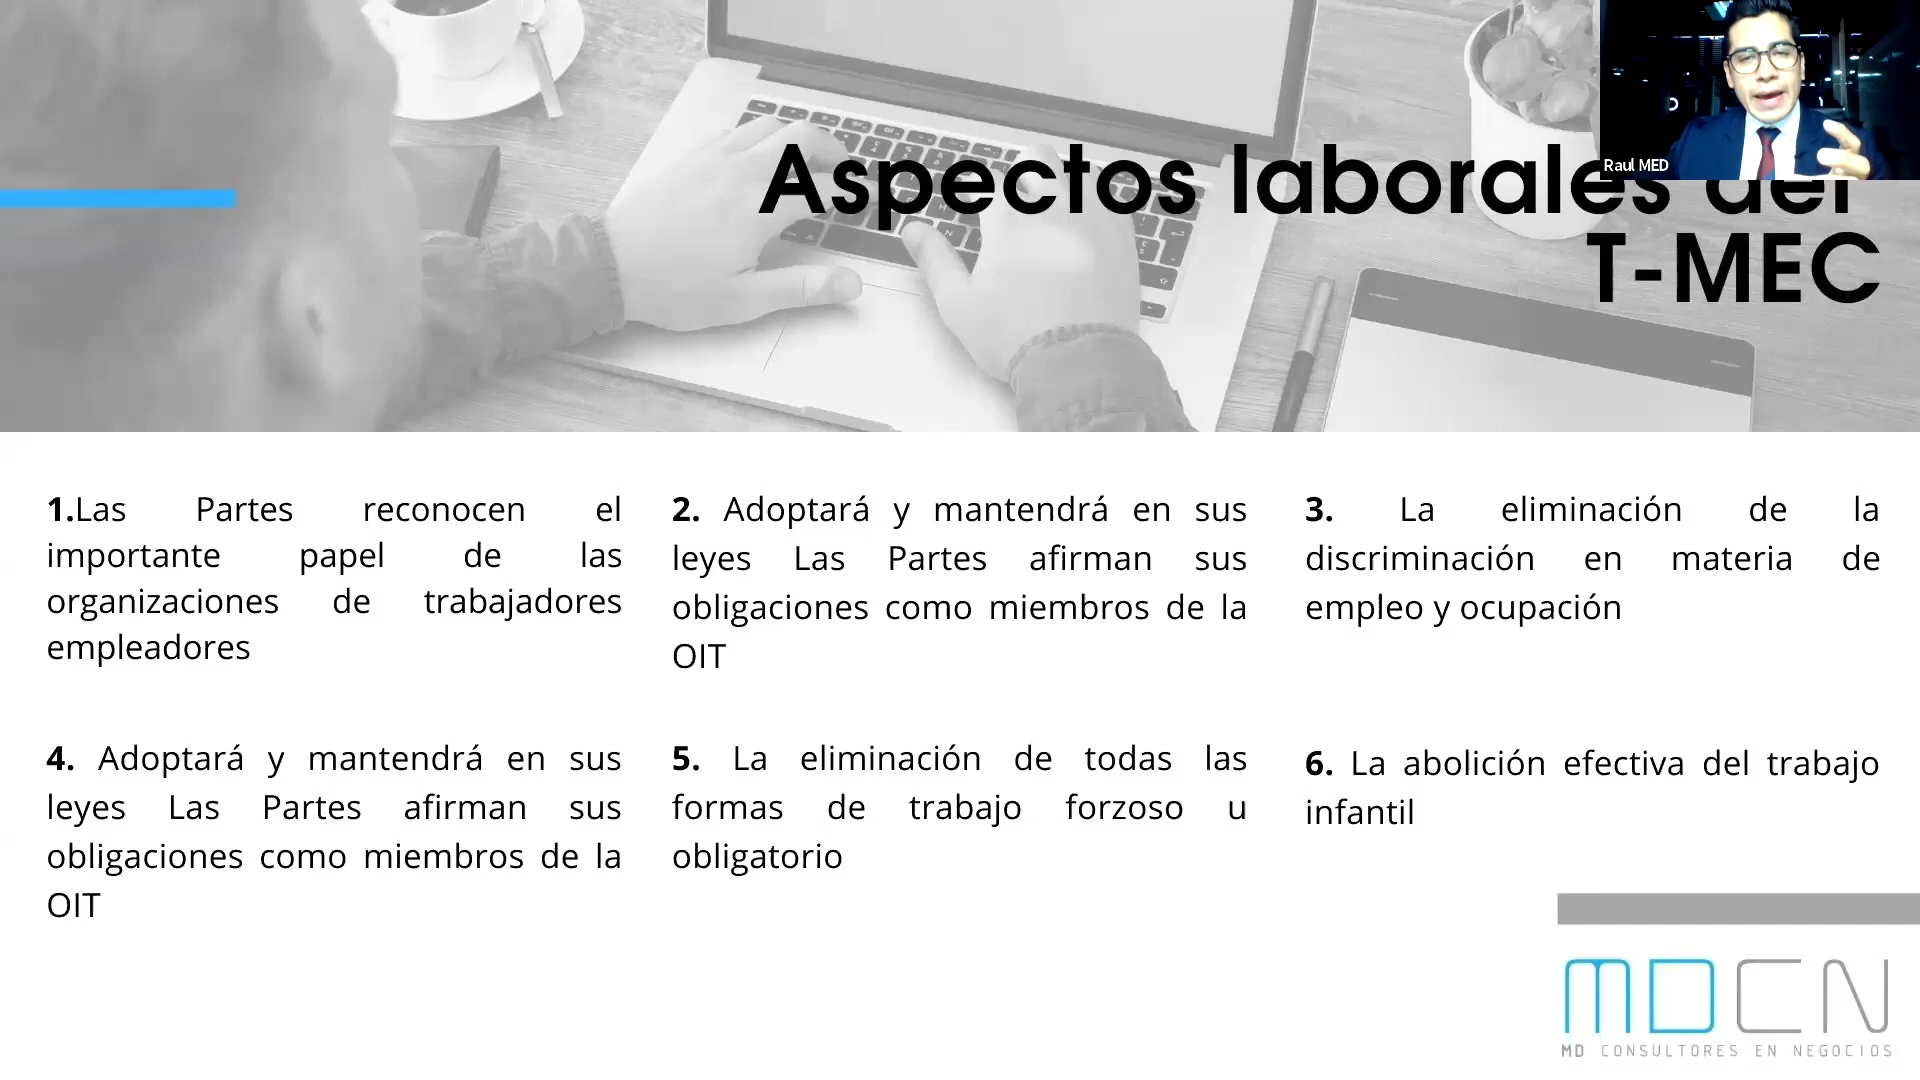 Raul MED
Aspectos laborales del
T-MEC
1.Las Partes reconocen el
importante papel de las
organizaciones de trabajadores
empleadores
2. Adoptará y mantendrá en sus
leyes Las Partes afirman sus
obligaciones como miembros de la
OIT
3. La eliminación de la
discriminación en materia de
empleo y ocupación
4. Adoptará y mantendrá en sus
leyes Las Partes afirman sus
obligaciones como miembros de la
OIT
5. La eliminación de todas las
formas de trabajo forzoso u
obligatorio
6. La abolición efectiva del trabajo
infantil
MDCN
MD CONSULTORES EN NEGOCIOS